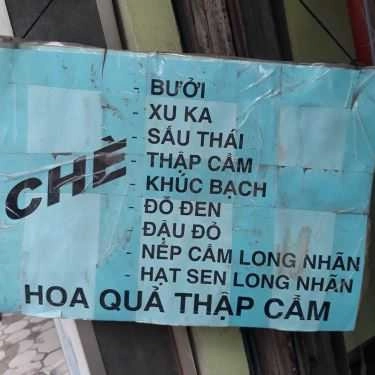 CHÈ
- BƯỞI
- XU KA
- SẦU THÁI
- THẬP CẨM
- KHÚC BẠCH
- ĐỖ ĐEN
- ĐẬU ĐỎ
- NẾP CẨM LONG NHÃN
- HẠT SEN LONG NHÃN
HOA QUẢ THẬP CẨM